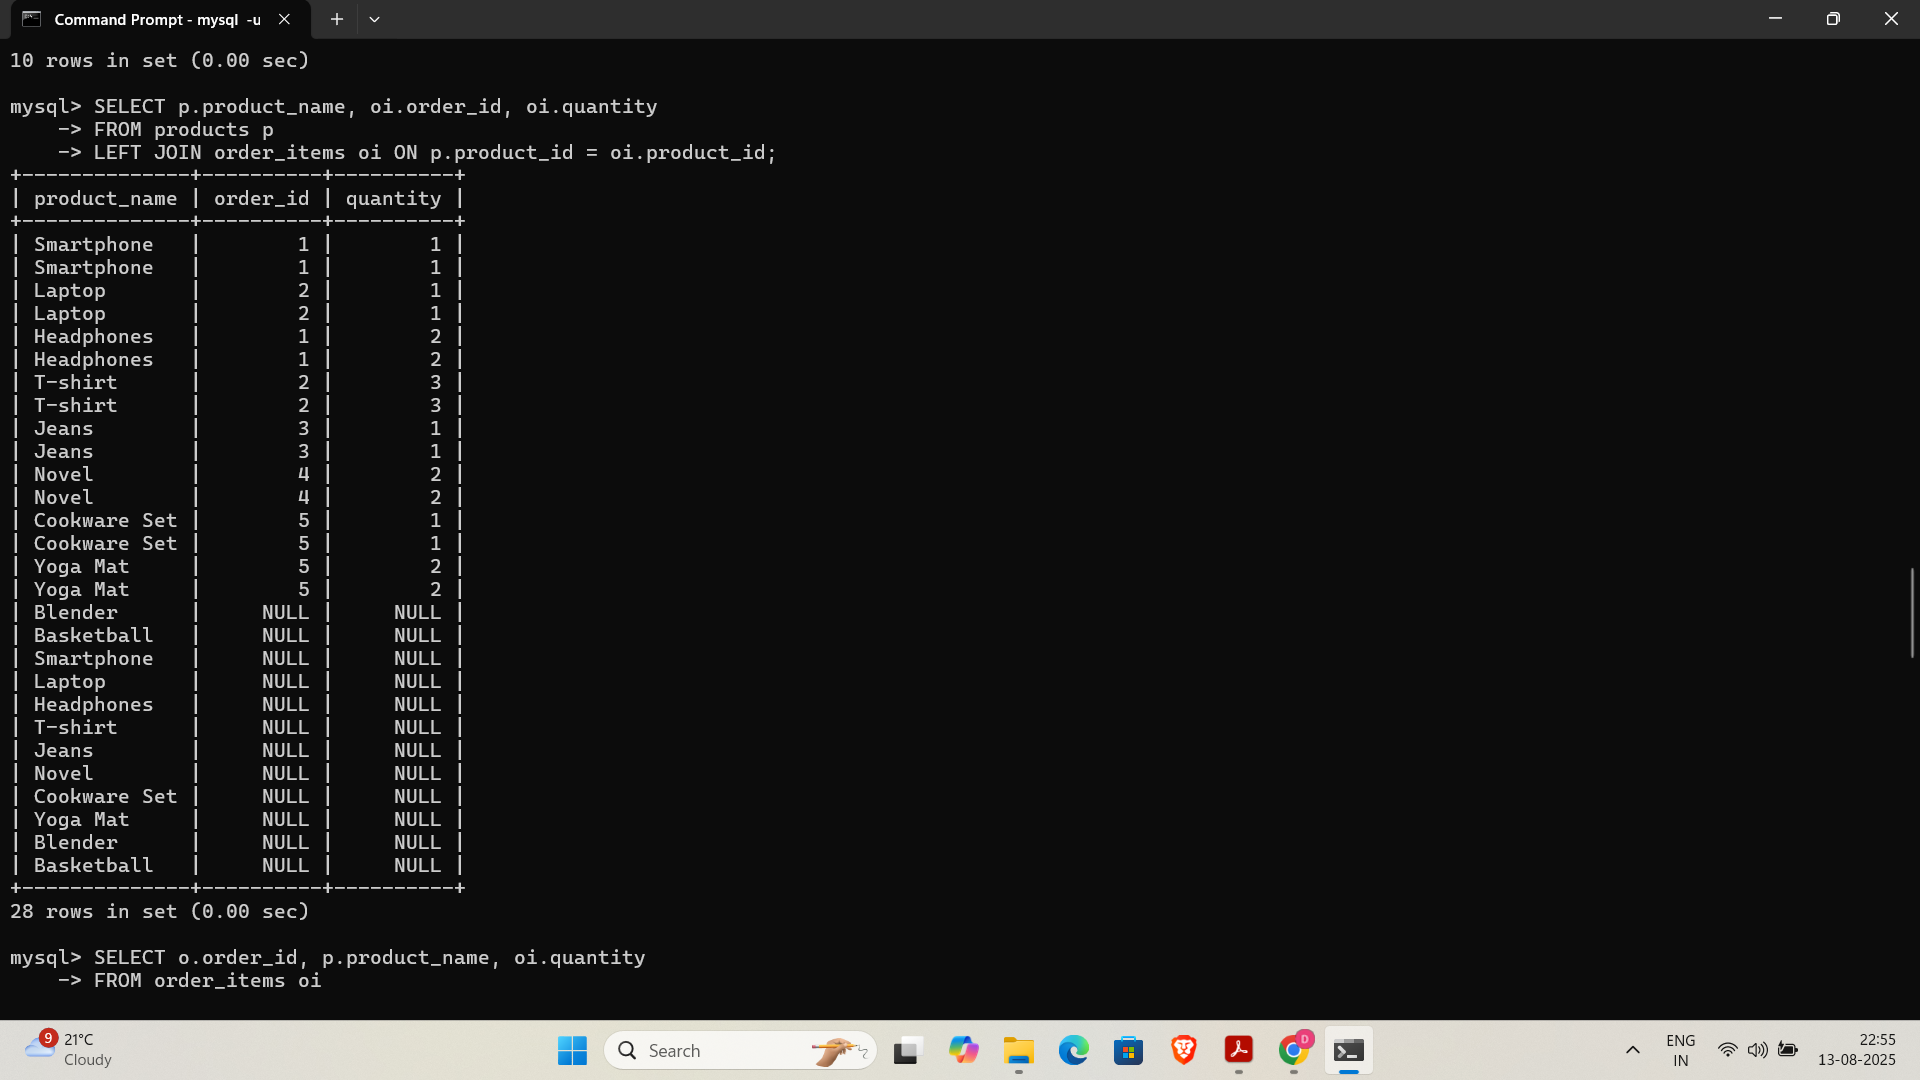 Command Prompt - mysql  -u
10 rows in set (0.00 sec)
mysql> SELECT p.product_name, oi.order_id, oi.quantity
    -> FROM products p
    -> LEFT JOIN order_items oi ON p.product_id = oi.product_id;
+--------------+----------+----------+
| product_name | order_id | quantity |
+--------------+----------+----------+
| Smartphone   |        1 |        1 |
| Smartphone   |        1 |        1 |
| Laptop       |        2 |        1 |
| Laptop       |        2 |        1 |
| Headphones   |        1 |        2 |
| Headphones   |        1 |        2 |
| T-shirt      |        2 |        3 |
| T-shirt      |        2 |        3 |
| Jeans        |        3 |        1 |
| Jeans        |        3 |        1 |
| Novel        |        4 |        2 |
| Novel        |        4 |        2 |
| Cookware Set |        5 |        1 |
| Cookware Set |        5 |        1 |
| Yoga Mat     |        5 |        2 |
| Yoga Mat     |        5 |        2 |
| Blender      |     NULL |     NULL |
| Basketball   |     NULL |     NULL |
| Smartphone   |     NULL |     NULL |
| Laptop       |     NULL |     NULL |
| Headphones   |     NULL |     NULL |
| T-shirt      |     NULL |     NULL |
| Jeans        |     NULL |     NULL |
| Novel        |     NULL |     NULL |
| Cookware Set |     NULL |     NULL |
| Yoga Mat     |     NULL |     NULL |
| Blender      |     NULL |     NULL |
| Basketball   |     NULL |     NULL |
+--------------+----------+----------+
28 rows in set (0.00 sec)
mysql> SELECT o.order_id, p.product_name, oi.quantity
    -> FROM order_items oi
9
21°C
Cloudy
Search
D
ENG
IN
22:55
13-08-2025